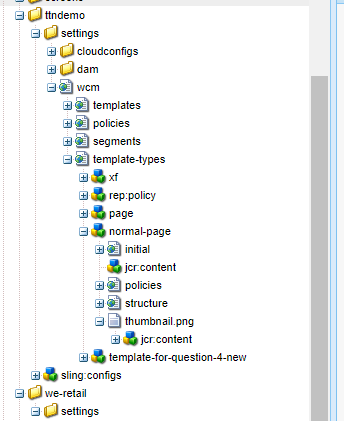 screens
ttndemo
settings
cloudconfigs
dam
wcm
templates
policies
segments
template-types
xf
rep:policy
page
normal-page
initial
jcr:content
policies
structure
thumbnail.png
jcr:content
template-for-question-4-new
sling:configs
we-retail
settings